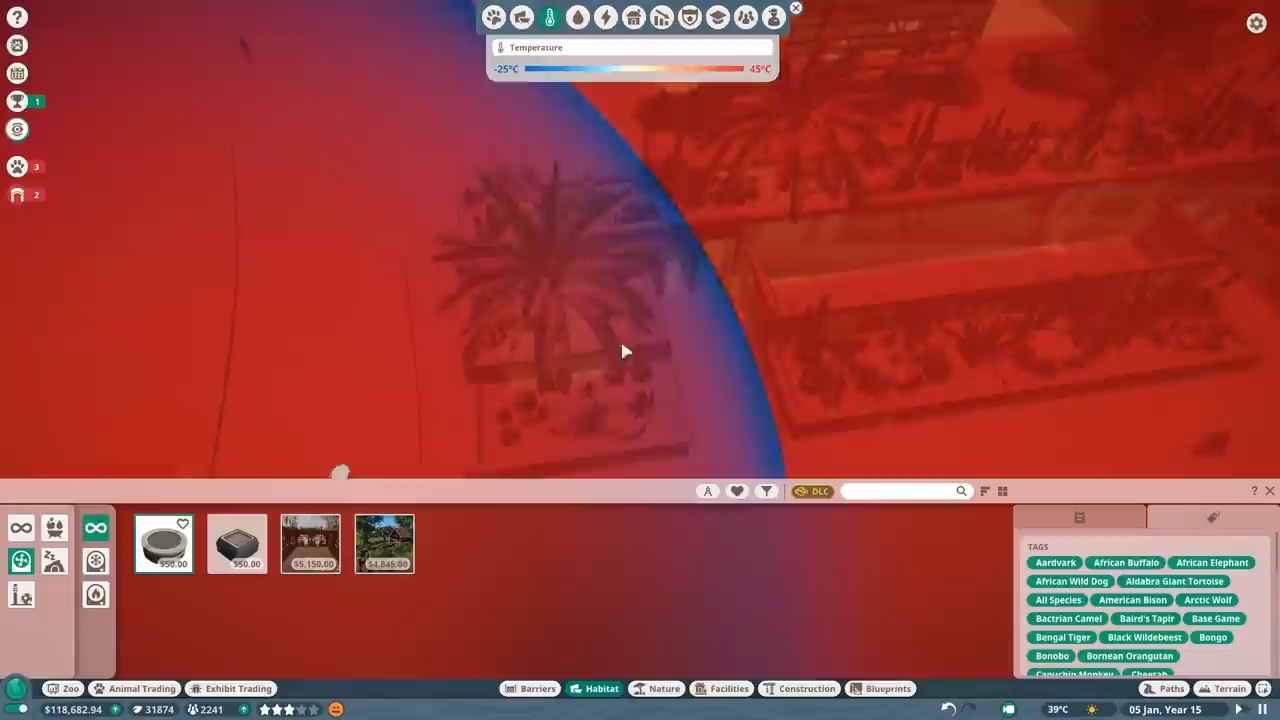 ?
Temperature
-25°C 45°C
1
3
2
A DLC ?
$50.00 $50.00 $5,150.00 $4,845.00
TAGS
Aardvark African Buffalo African Elephant
African Wild Dog Aldabra Giant Tortoise
All Species American Bison Arctic Wolf
Bactrian Camel Baird's Tapir Base Game
Bengal Tiger Black Wildebeest Bongo
Bonobo Bornean Orangutan
Capuchin Monkey Cheetah
Zoo Animal Trading Exhibit Trading Barriers Habitat Nature Facilities Construction Blueprints Paths Terrain
$118,682.94 31874 2241 39°C 05 Jan, Year 15